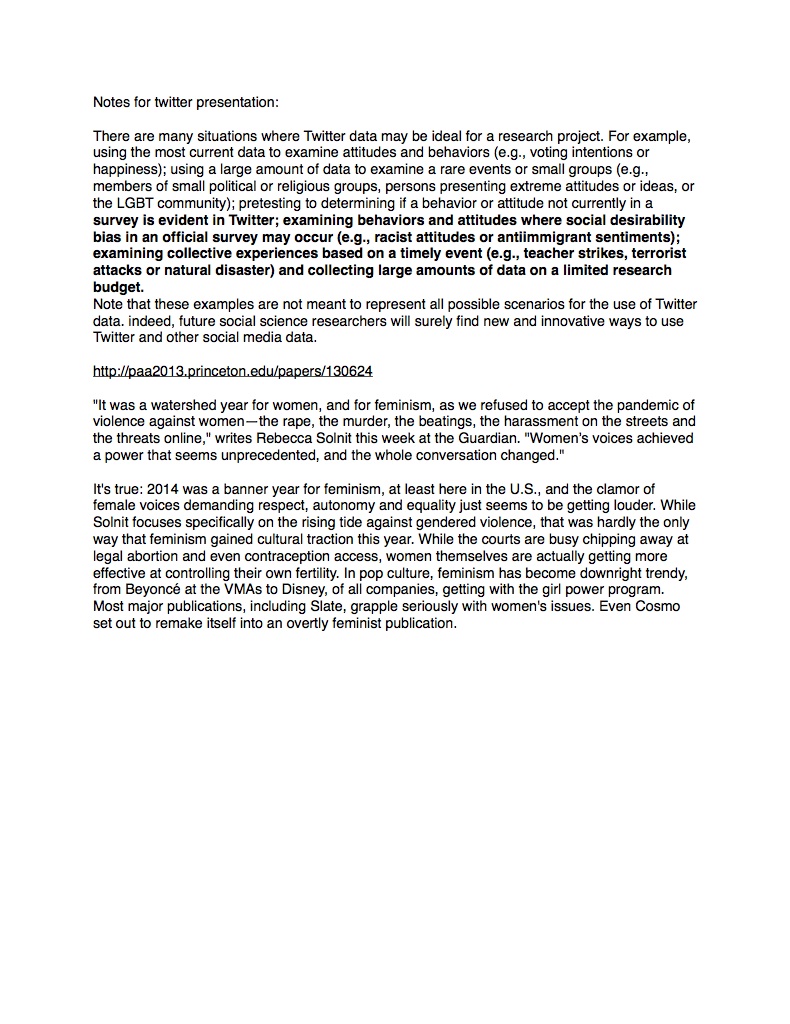 Notes for twitter presentation:
There are many situations where Twitter data may be ideal for a research project. For example,
using the most current data to examine attitudes and behaviors (e.g., voting intentions or
happiness); using a large amount of data to examine a rare events or small groups (e.g.,
members of small political or religious groups, persons presenting extreme attitudes or ideas, or
the LGBT community); pretesting to determining if a behavior or attitude not currently in a
survey is evident in Twitter; examining behaviors and attitudes where social desirability
bias in an official survey may occur (e.g., racist attitudes or antiimmigrant sentiments);
examining collective experiences based on a timely event (e.g., teacher strikes, terrorist
attacks or natural disaster) and collecting large amounts of data on a limited research
budget.
Note that these examples are not meant to represent all possible scenarios for the use of Twitter
data. indeed, future social science researchers will surely find new and innovative ways to use
Twitter and other social media data.
http://paa2013.princeton.edu/papers/130624
"It was a watershed year for women, and for feminism, as we refused to accept the pandemic of
violence against women—the rape, the murder, the beatings, the harassment on the streets and
the threats online," writes Rebecca Solnit this week at the Guardian. "Women's voices achieved
a power that seems unprecedented, and the whole conversation changed."
It's true: 2014 was a banner year for feminism, at least here in the U.S., and the clamor of
female voices demanding respect, autonomy and equality just seems to be getting louder. While
Solnit focuses specifically on the rising tide against gendered violence, that was hardly the only
way that feminism gained cultural traction this year. While the courts are busy chipping away at
legal abortion and even contraception access, women themselves are actually getting more
effective at controlling their own fertility. In pop culture, feminism has become downright trendy,
from Beyoncé at the VMAs to Disney, of all companies, getting with the girl power program.
Most major publications, including Slate, grapple seriously with women's issues. Even Cosmo
set out to remake itself into an overtly feminist publication.